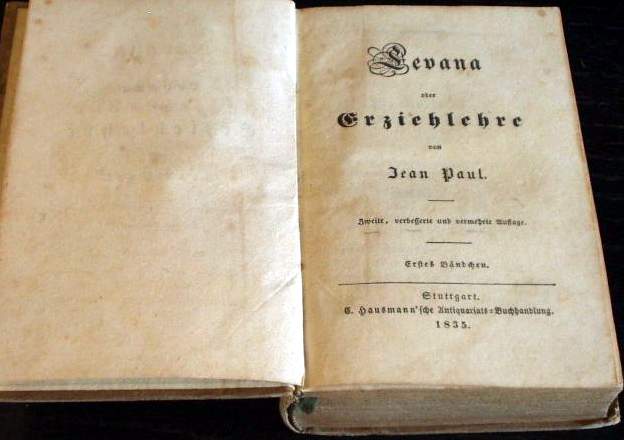 Levana
oder
Erziehlehre
von
Jean Paul.
Zweite, verbesserte und vermehrte Auflage.
Erstes Bändchen.
Stuttgart.
C. Hausmann'sche Antiquariats=Buchhandlung.
1835.